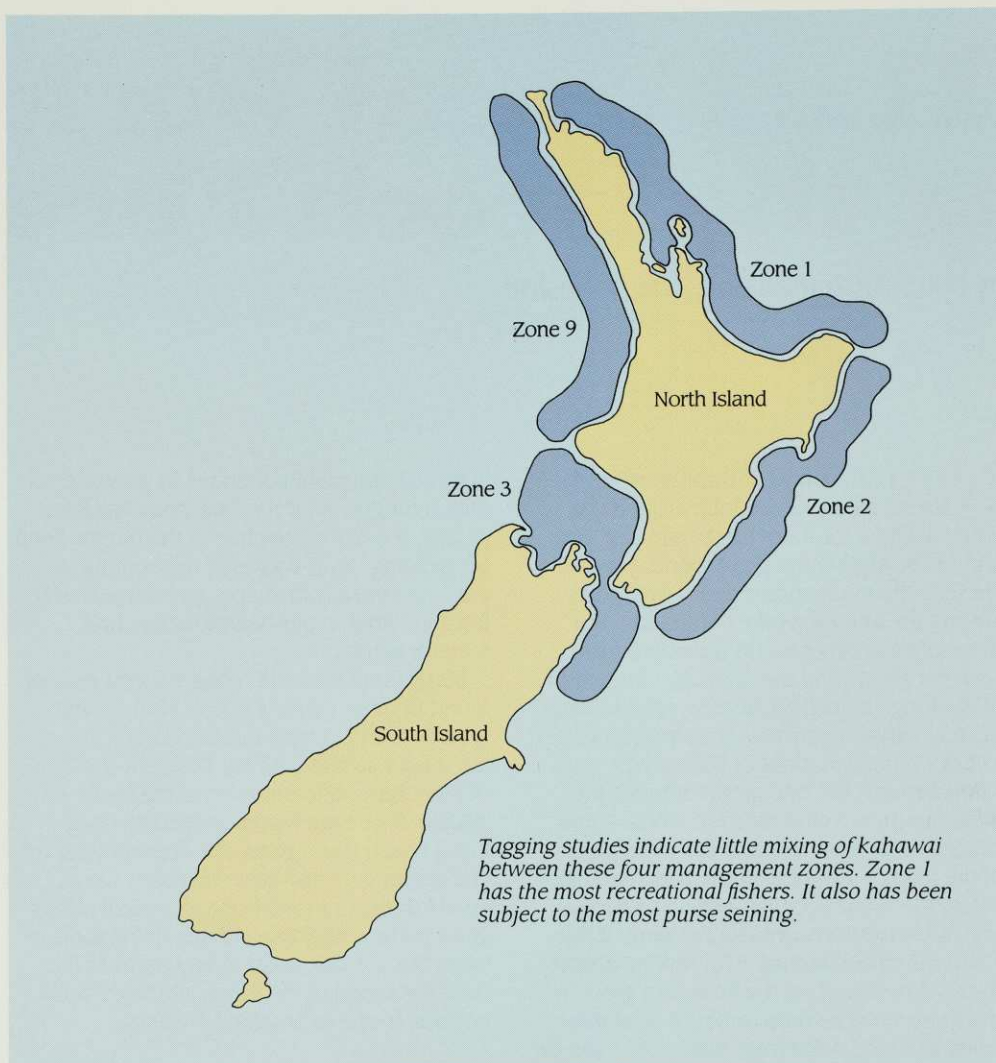 Zone 1
Zone 9
North Island
Zone 3
Zone 2
South Island
Tagging studies indicate little mixing of kahawai
between these four management zones. Zone 1
has the most recreational fishers. It also has been
subject to the most purse seining.